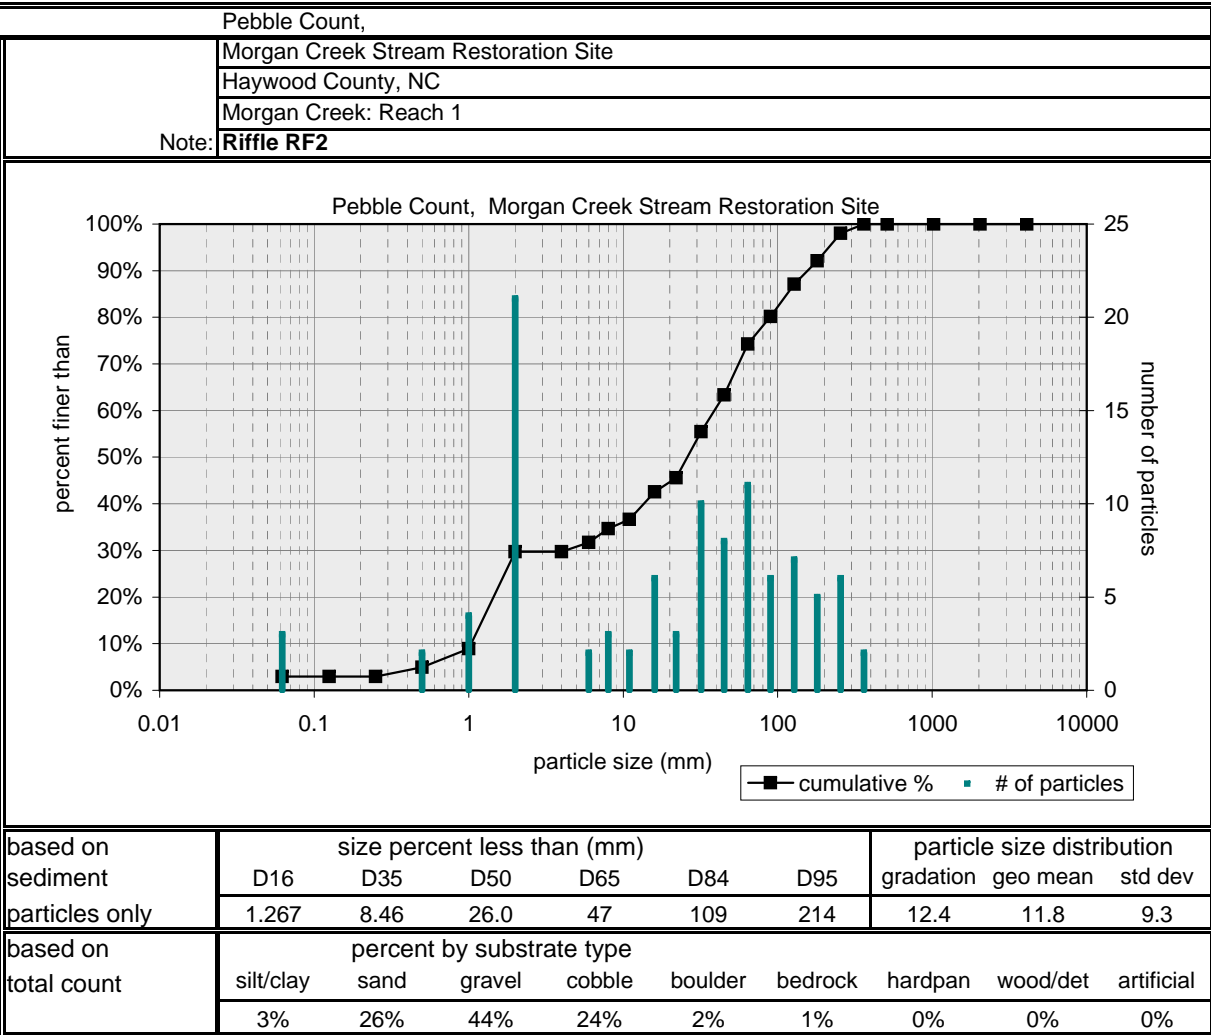 Pebble Count,
Morgan Creek Stream Restoration Site
Haywood County, NC
Morgan Creek: Reach 1
Note: Riffle RF2
Pebble Count, Morgan Creek Stream Restoration Site
100%
90%
80%
70%
60%
50%
40%
30%
20%
10%
0%
percent finer than
25
20
15
10
5
0
number of particles
0.01 0.1 1 10 100 1000 10000
particle size (mm)
cumulative % # of particles
based on size percent less than (mm) particle size distribution
sediment D16 D35 D50 D65 D84 D95 gradation geo mean std dev
particles only 1.267 8.46 26.0 47 109 214 12.4 11.8 9.3
based on percent by substrate type
total count silt/clay sand gravel cobble boulder bedrock hardpan wood/det artificial
3% 26% 44% 24% 2% 1% 0% 0% 0%